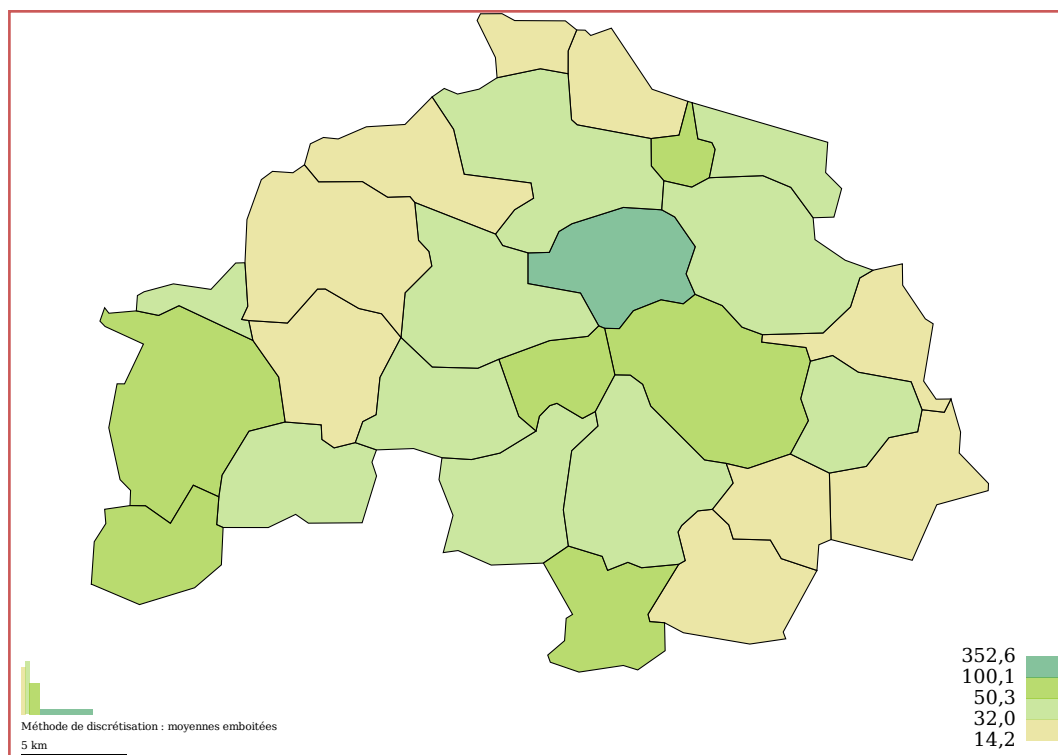 352,6
100,1
50,3
32,0
14,2
Méthode de discrétisation : moyennes emboitées
5 km